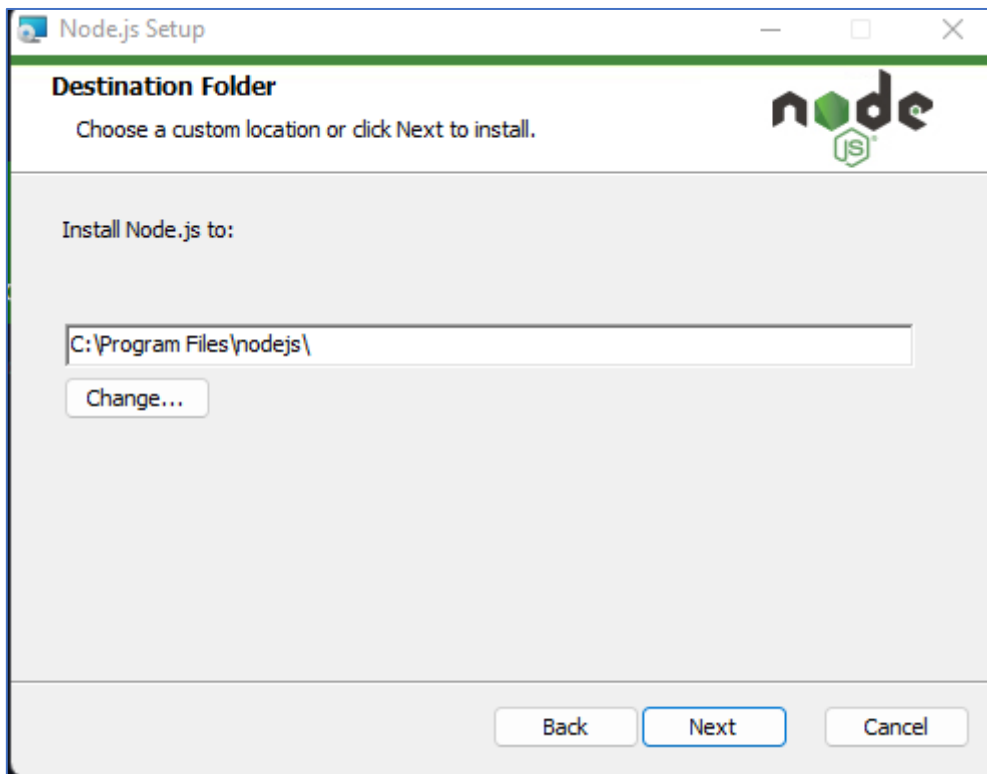 Node.js Setup
Destination Folder
Choose a custom location or click Next to install.
node
JS
Install Node.js to:
C:\Program Files\nodejs\
Change...
Back
Next
Cancel